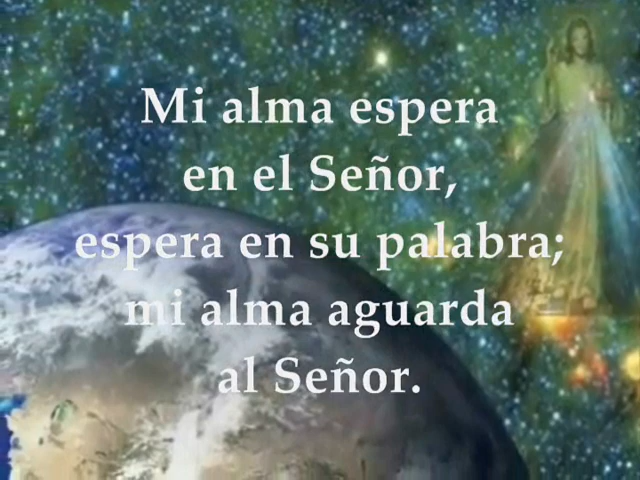 Mi alma espera
en el Señor,
espera en su palabra;
mi alma aguarda
al Señor.